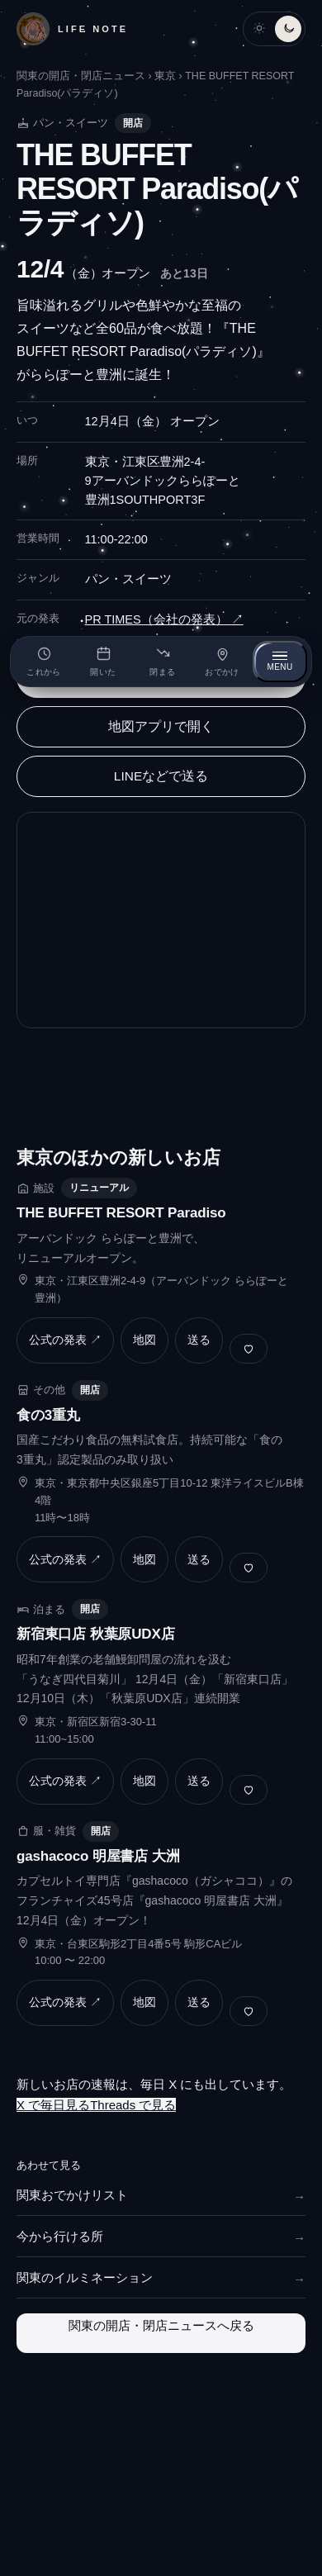 LIFE NOTE
関東の開店・閉店ニュース › 東京 › THE BUFFET RESORT
Paradiso(パラディソ)
パン・スイーツ 開店
THE BUFFET
RESORT Paradiso(パ
ラディソ)
12/4（金）オープン あと13日
旨味溢れるグリルや色鮮やかな至福の
スイーツなど全60品が食べ放題！『THE
BUFFET RESORT Paradiso(パラディソ)』
がららぽーと豊洲に誕生！
いつ 12月4日（金） オープン
場所 東京・江東区豊洲2-4-
9アーバンドックららぽーと
豊洲1SOUTHPORT3F
営業時間 11:00-22:00
ジャンル パン・スイーツ
元の発表 PR TIMES（会社の発表）↗
これから 開いた 閉まる おでかけ MENU
地図アプリで開く
LINEなどで送る
東京のほかの新しいお店
施設 リニューアル
THE BUFFET RESORT Paradiso
アーバンドック ららぽーと豊洲で、
リニューアルオープン。
東京・江東区豊洲2-4-9（アーバンドック ららぽーと
豊洲）
公式の発表 ↗ 地図 送る
その他 開店
食の3重丸
国産こだわり食品の無料試食店。持続可能な「食の
3重丸」認定製品のみ取り扱い
東京・東京都中央区銀座5丁目10-12 東洋ライスビルB棟
4階
11時〜18時
公式の発表 ↗ 地図 送る
泊まる 開店
新宿東口店 秋葉原UDX店
昭和7年創業の老舗鰻卸問屋の流れを汲む
「うなぎ四代目菊川」 12月4日（金）「新宿東口店」
12月10日（木）「秋葉原UDX店」連続開業
東京・新宿区新宿3-30-11
11:00~15:00
公式の発表 ↗ 地図 送る
服・雑貨 開店
gashacoco 明屋書店 大洲
カプセルトイ専門店『gashacoco（ガシャココ）』の
フランチャイズ45号店『gashacoco 明屋書店 大洲』
12月4日（金）オープン！
東京・台東区駒形2丁目4番5号 駒形CAビル
10:00 〜 22:00
公式の発表 ↗ 地図 送る
新しいお店の速報は、毎日 X にも出しています。
X で毎日見るThreads で見る
あわせて見る
関東おでかけリスト →
今から行ける所 →
関東のイルミネーション →
関東の開店・閉店ニュースへ戻る